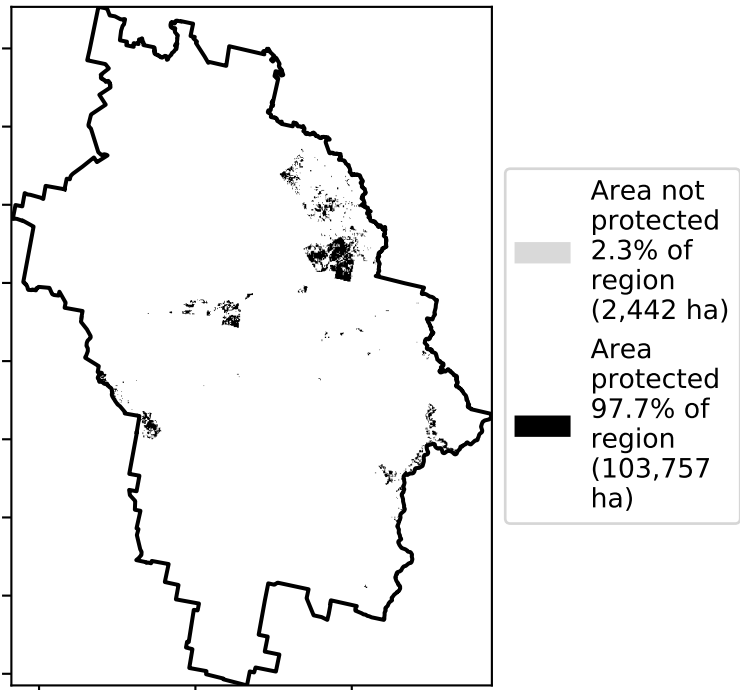 Area not
protected
2.3% of
region
(2,442 ha)
Area
protected
97.7% of
region
(103,757
ha)